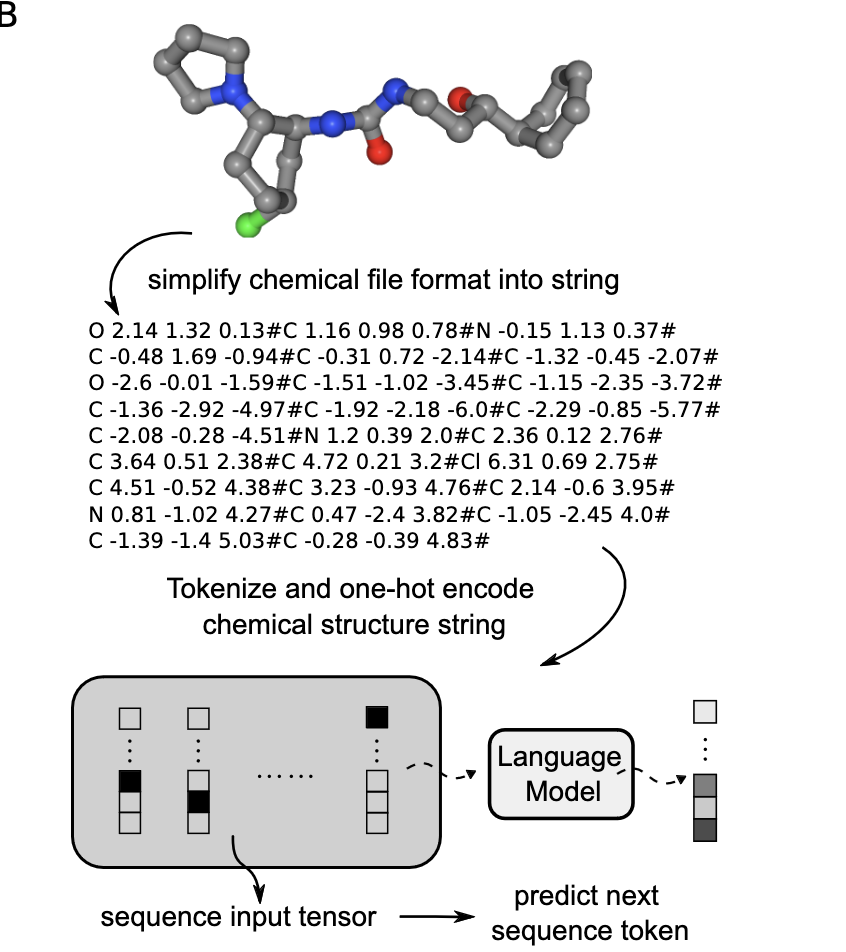 B
simplify chemical file format into string
O 2.14 1.32 0.13#C 1.16 0.98 0.78#N -0.15 1.13 0.37#
C -0.48 1.69 -0.94#C -0.31 0.72 -2.14#C -1.32 -0.45 -2.07#
O -2.6 -0.01 -1.59#C -1.51 -1.02 -3.45#C -1.15 -2.35 -3.72#
C -1.36 -2.92 -4.97#C -1.92 -2.18 -6.0#C -2.29 -0.85 -5.77#
C -2.08 -0.28 -4.51#N 1.2 0.39 2.0#C 2.36 0.12 2.76#
C 3.64 0.51 2.38#C 4.72 0.21 3.2#Cl 6.31 0.69 2.75#
C 4.51 -0.52 4.38#C 3.23 -0.93 4.76#C 2.14 -0.6 3.95#
N 0.81 -1.02 4.27#C 0.47 -2.4 3.82#C -1.05 -2.45 4.0#
C -1.39 -1.4 5.03#C -0.28 -0.39 4.83#
Tokenize and one-hot encode
chemical structure string
Language
Model
sequence input tensor
predict next
sequence token